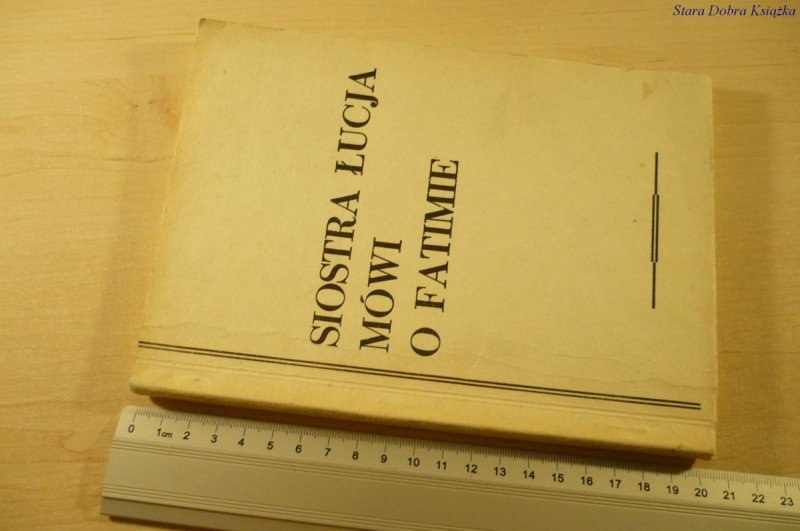 Stara Dobra Książka
SIOSTRA ŁUCJA
MÓWI
O FATIMIE
0 1cm 2 3 4 5 6 7 8 9 10 11 12 13 14 15 16 17 18 19 20 21 22 23